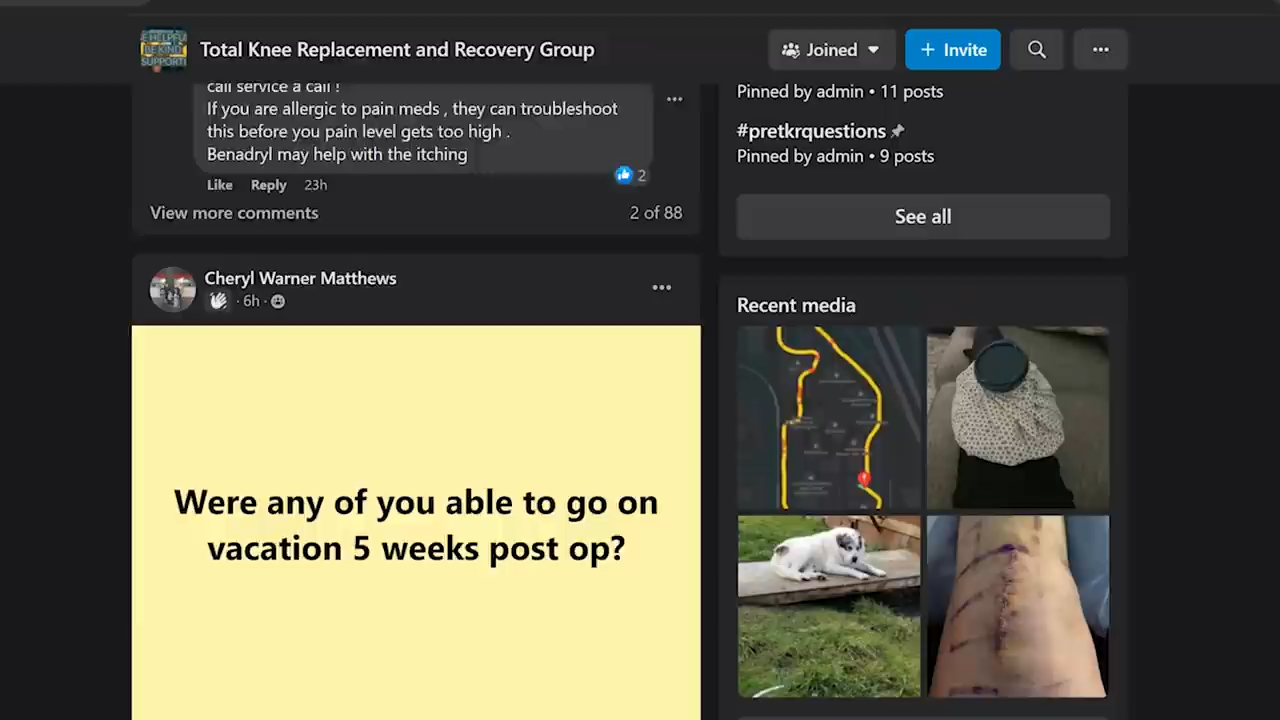 Total Knee Replacement and Recovery Group
Joined
+ Invite
call service a call !
If you are allergic to pain meds , they can troubleshoot
this before you pain level gets too high .
Benadryl may help with the itching
2
Like Reply 23h
View more comments
2 of 88
Cheryl Warner Matthews
· 6h ·
Were any of you able to go on
vacation 5 weeks post op?
Pinned by admin • 11 posts
#pretkrquestions
Pinned by admin • 9 posts
See all
Recent media